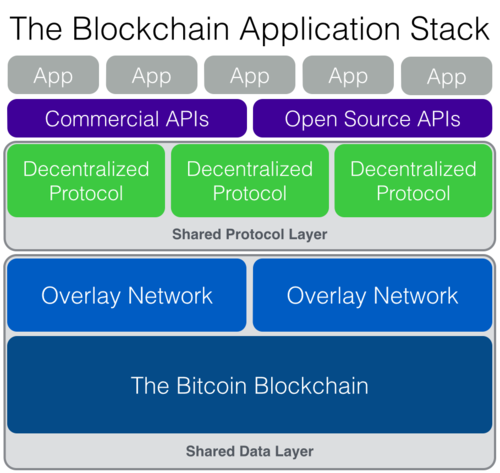 The Blockchain Application Stack
App App App App App
Commercial APIs Open Source APIs
Decentralized Decentralized Decentralized
Protocol Protocol Protocol
Shared Protocol Layer
Overlay Network Overlay Network
The Bitcoin Blockchain
Shared Data Layer